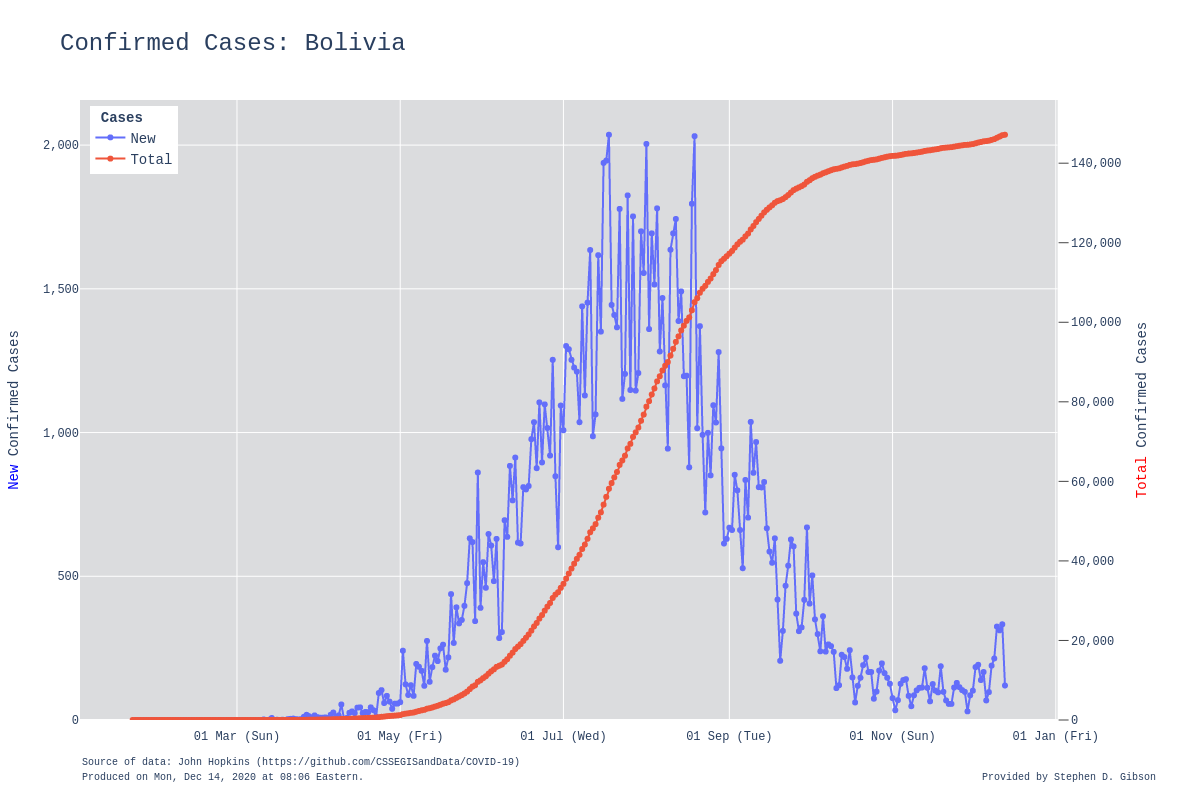 Confirmed Cases: Bolivia
Cases
New
Total
2,000
1,500
1,000
500
0
New Confirmed Cases
140,000
120,000
100,000
80,000
60,000
40,000
20,000
0
Total Confirmed Cases
01 Mar (Sun) 01 May (Fri) 01 Jul (Wed) 01 Sep (Tue) 01 Nov (Sun) 01 Jan (Fri)
Source of data: John Hopkins (https://github.com/CSSEGISandData/COVID-19)
Produced on Mon, Dec 14, 2020 at 08:06 Eastern.
Provided by Stephen D. Gibson